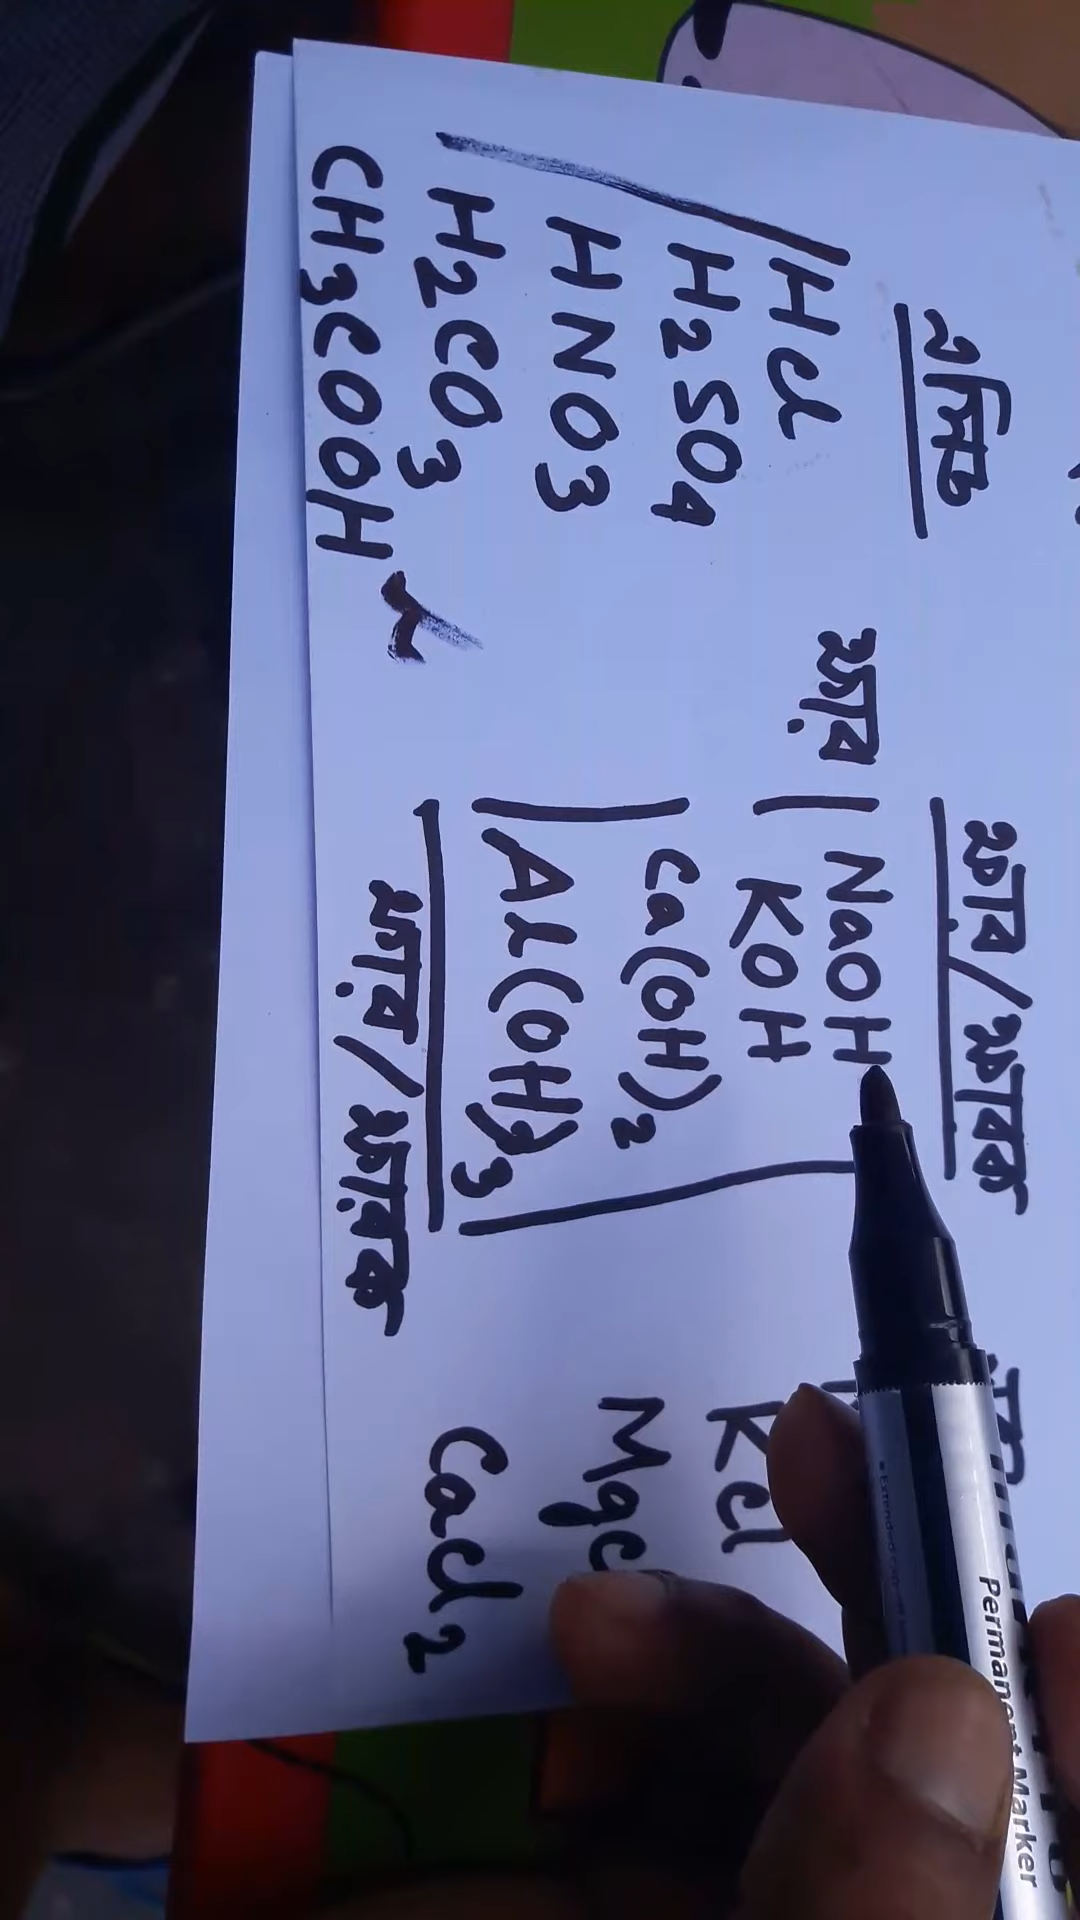 এসিড
HCl
H2SO4
HNO3
H2CO3
CH3COOH
ক্ষার/ক্ষারক
ক্ষার | NaOH
KOH
Ca(OH)2
Al(OH)3
ক্ষার/ক্ষারক
KCl
CaCl2
Permanent Marker